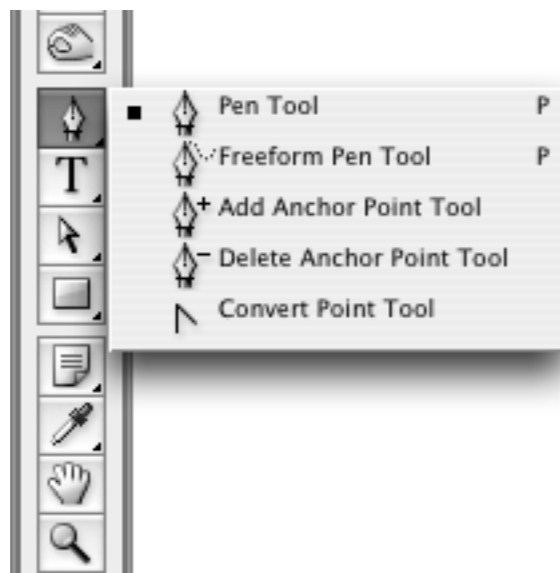 Pen Tool P
Freeform Pen Tool P
Add Anchor Point Tool
Delete Anchor Point Tool
Convert Point Tool
T